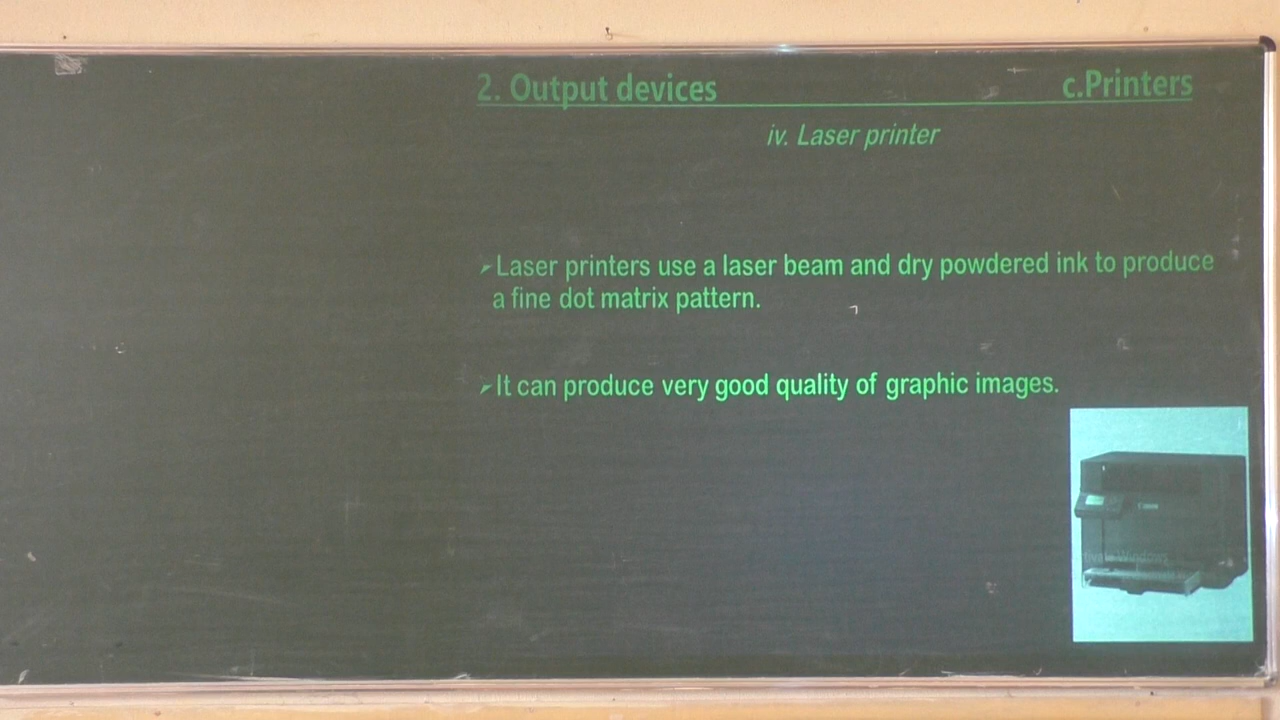 2. Output devices c.Printers
iv. Laser printer
➢Laser printers use a laser beam and dry powdered ink to produce
a fine dot matrix pattern.
➢It can produce very good quality of graphic images.
Windows